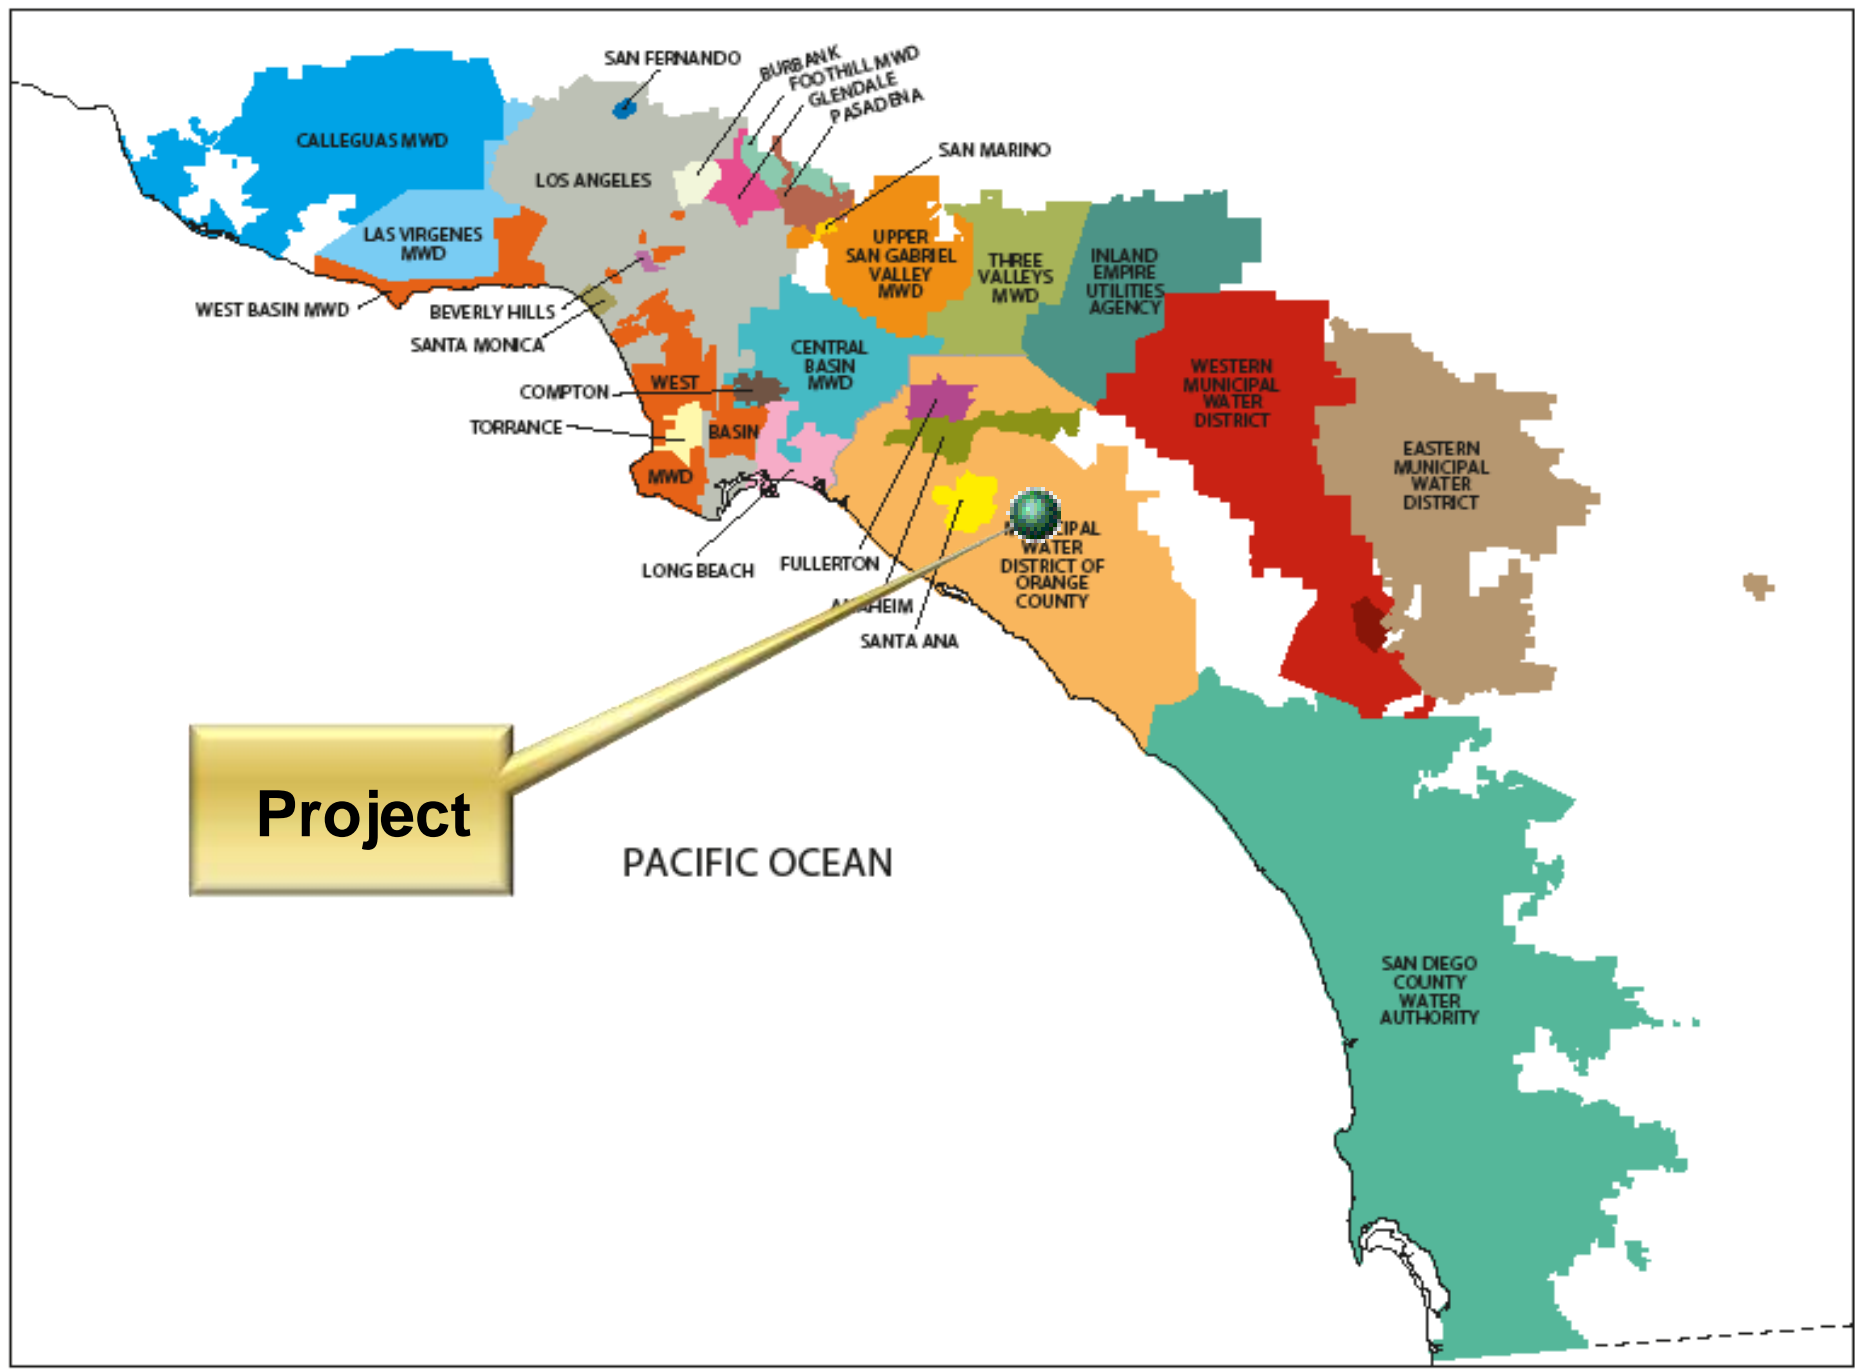 SAN FERNANDO
BURBANK
FOOTHILL MWD
GLENDALE
PASADENA
CALLEGUAS MWD
SAN MARINO
LOS ANGELES
LAS VIRGENES
MWD
UPPER
SAN GABRIEL
VALLEY
MWD
THREE
VALLEYS
MWD
INLAND
EMPIRE
UTILITIES
AGENCY
WEST BASIN MWD
BEVERLY HILLS
SANTA MONICA
CENTRAL
BASIN
MWD
WESTERN
MUNICIPAL
WATER
DISTRICT
COMPTON
WEST
TORRANCE
BASIN
MWD
EASTERN
MUNICIPAL
WATER
DISTRICT
LONG BEACH
FULLERTON
WATER
DISTRICT OF
ORANGE
COUNTY
SANTA ANA
Project
PACIFIC OCEAN
SAN DIEGO
COUNTY
WATER
AUTHORITY